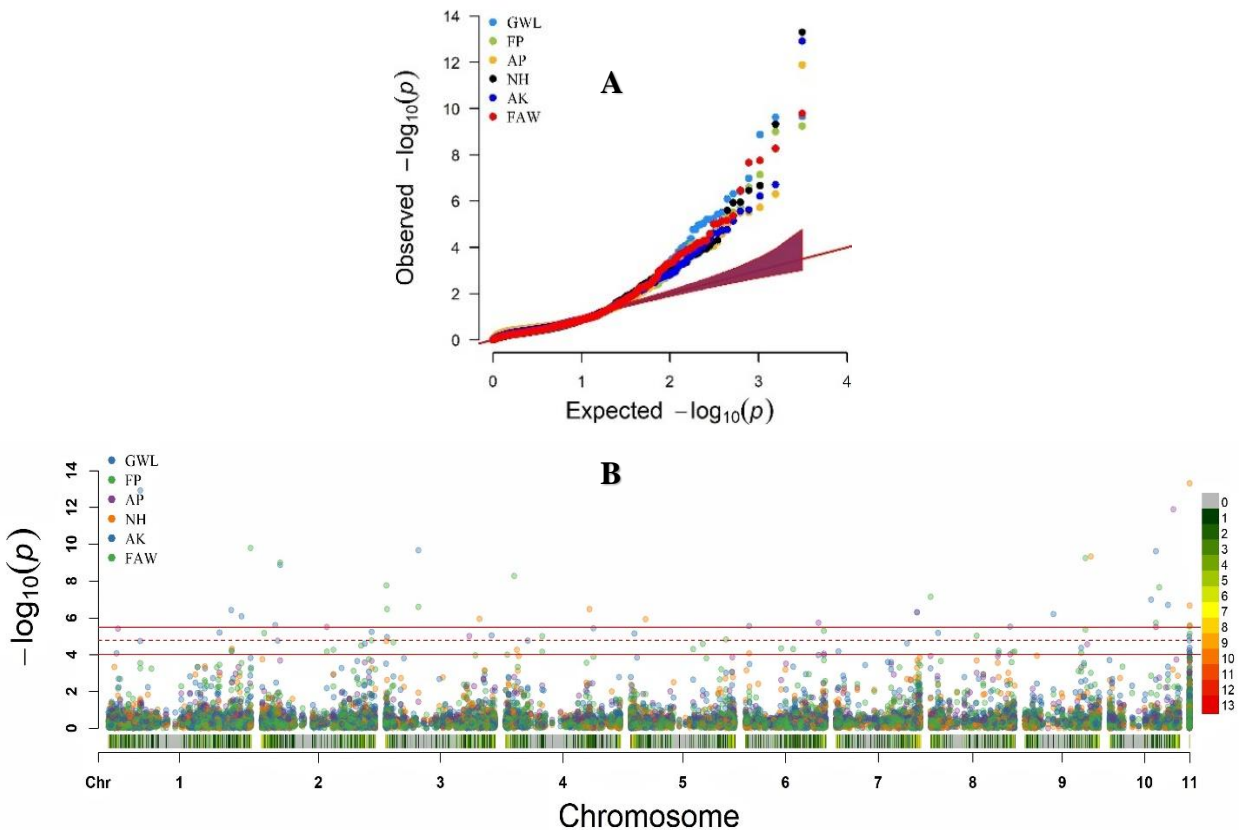 A
GWL
FP
AP
NH
AK
FAW
14
12
10
8
6
4
2
0
Observed −log10(p)
0 1 2 3 4
Expected −log10(p)
B
GWL
FP
AP
NH
AK
FAW
14
12
10
8
6
4
2
0
−log10(p)
0
1
2
3
4
5
6
7
8
9
10
11
12
13
Chr 1 2 3 4 5 6 7 8 9 10 11
Chromosome